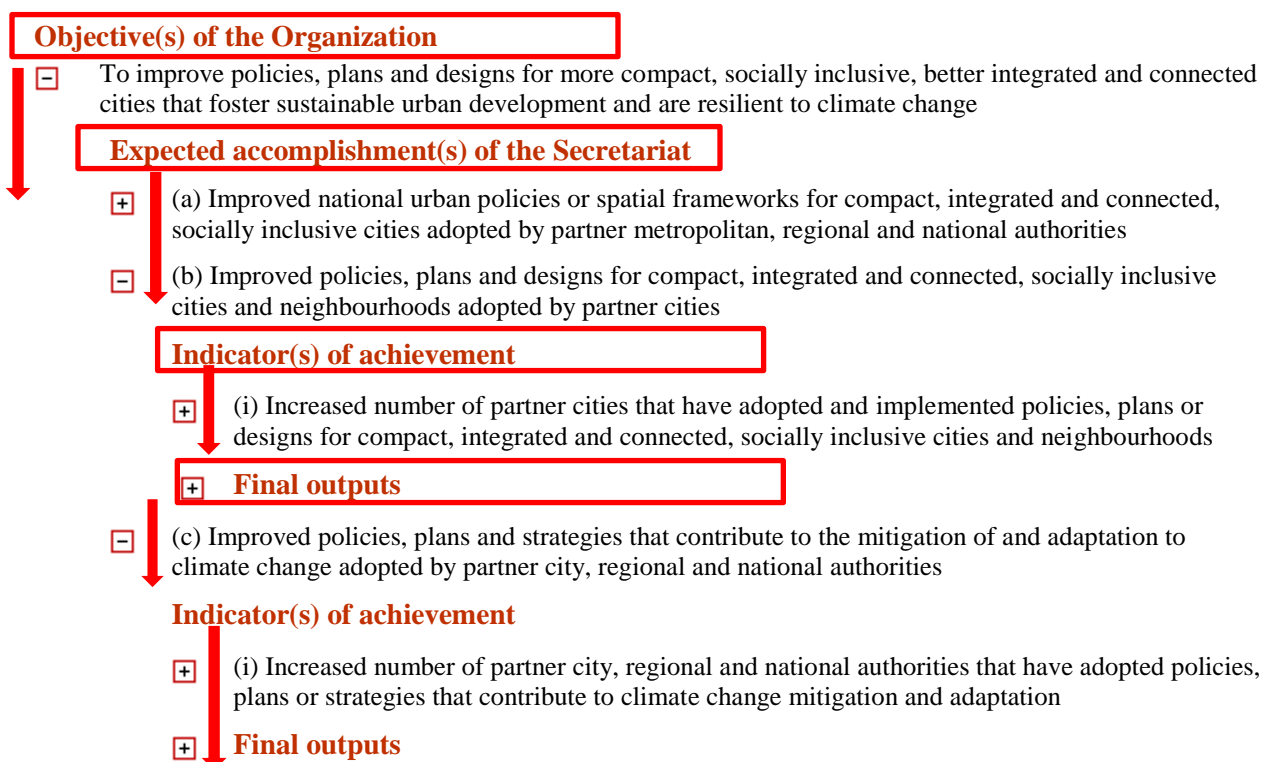 Objective(s) of the Organization
To improve policies, plans and designs for more compact, socially inclusive, better integrated and connected
cities that foster sustainable urban development and are resilient to climate change
Expected accomplishment(s) of the Secretariat
(a) Improved national urban policies or spatial frameworks for compact, integrated and connected,
socially inclusive cities adopted by partner metropolitan, regional and national authorities
(b) Improved policies, plans and designs for compact, integrated and connected, socially inclusive
cities and neighbourhoods adopted by partner cities
Indicator(s) of achievement
(i) Increased number of partner cities that have adopted and implemented policies, plans or
designs for compact, integrated and connected, socially inclusive cities and neighbourhoods
Final outputs
(c) Improved policies, plans and strategies that contribute to the mitigation of and adaptation to
climate change adopted by partner city, regional and national authorities
Indicator(s) of achievement
(i) Increased number of partner city, regional and national authorities that have adopted policies,
plans or strategies that contribute to climate change mitigation and adaptation
Final outputs